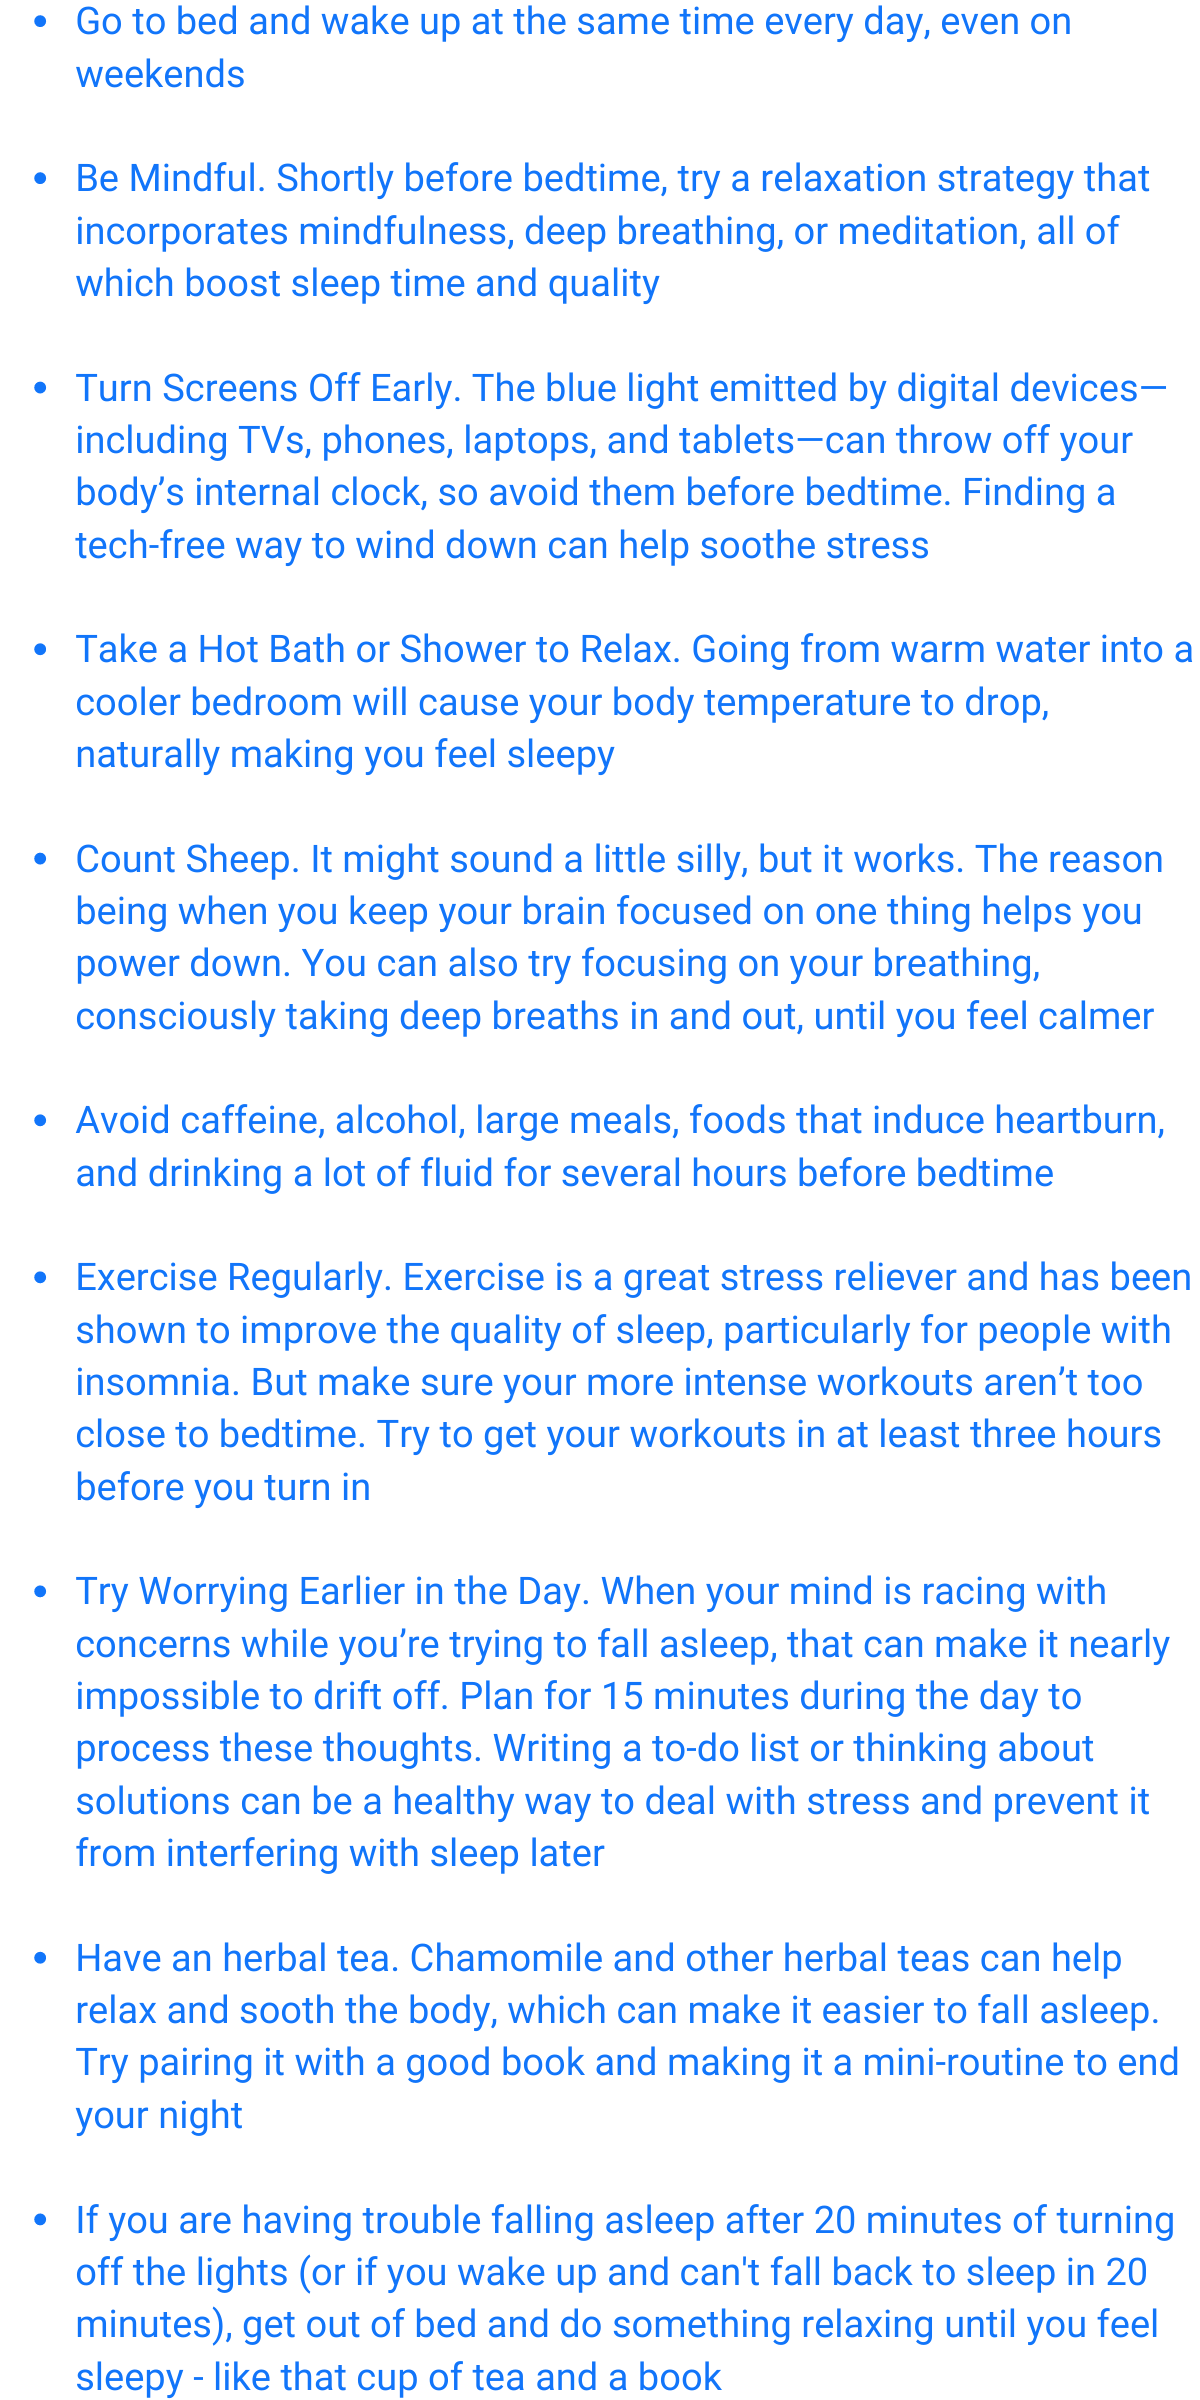 • Go to bed and wake up at the same time every day, even on
weekends
• Be Mindful. Shortly before bedtime, try a relaxation strategy that
incorporates mindfulness, deep breathing, or meditation, all of
which boost sleep time and quality
• Turn Screens Off Early. The blue light emitted by digital devices—
including TVs, phones, laptops, and tablets—can throw off your
body’s internal clock, so avoid them before bedtime. Finding a
tech-free way to wind down can help soothe stress
• Take a Hot Bath or Shower to Relax. Going from warm water into a
cooler bedroom will cause your body temperature to drop,
naturally making you feel sleepy
• Count Sheep. It might sound a little silly, but it works. The reason
being when you keep your brain focused on one thing helps you
power down. You can also try focusing on your breathing,
consciously taking deep breaths in and out, until you feel calmer
• Avoid caffeine, alcohol, large meals, foods that induce heartburn,
and drinking a lot of fluid for several hours before bedtime
• Exercise Regularly. Exercise is a great stress reliever and has been
shown to improve the quality of sleep, particularly for people with
insomnia. But make sure your more intense workouts aren’t too
close to bedtime. Try to get your workouts in at least three hours
before you turn in
• Try Worrying Earlier in the Day. When your mind is racing with
concerns while you’re trying to fall asleep, that can make it nearly
impossible to drift off. Plan for 15 minutes during the day to
process these thoughts. Writing a to-do list or thinking about
solutions can be a healthy way to deal with stress and prevent it
from interfering with sleep later
• Have an herbal tea. Chamomile and other herbal teas can help
relax and sooth the body, which can make it easier to fall asleep.
Try pairing it with a good book and making it a mini-routine to end
your night
• If you are having trouble falling asleep after 20 minutes of turning
off the lights (or if you wake up and can't fall back to sleep in 20
minutes), get out of bed and do something relaxing until you feel
sleepy - like that cup of tea and a book